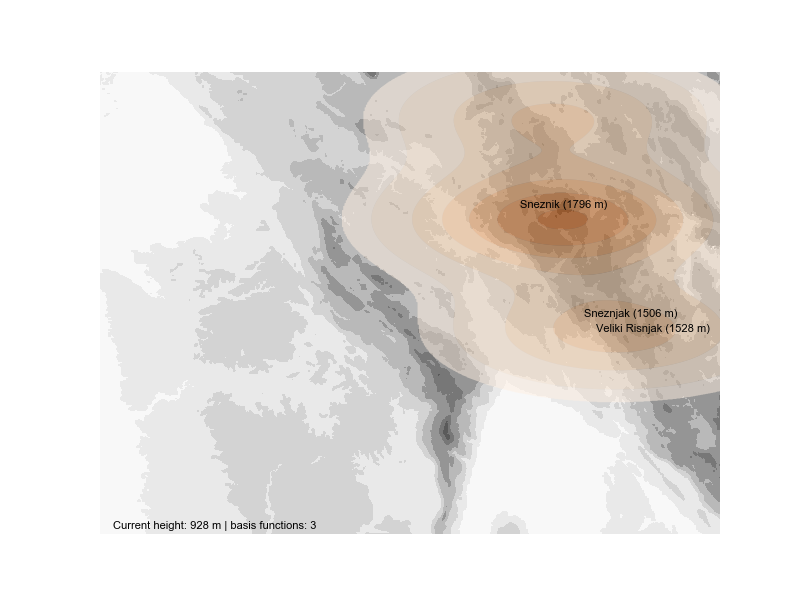 Sneznik (1796 m)
Sneznjak (1506 m)
Veliki Risnjak (1528 m)
Current height: 928 m | basis functions: 3